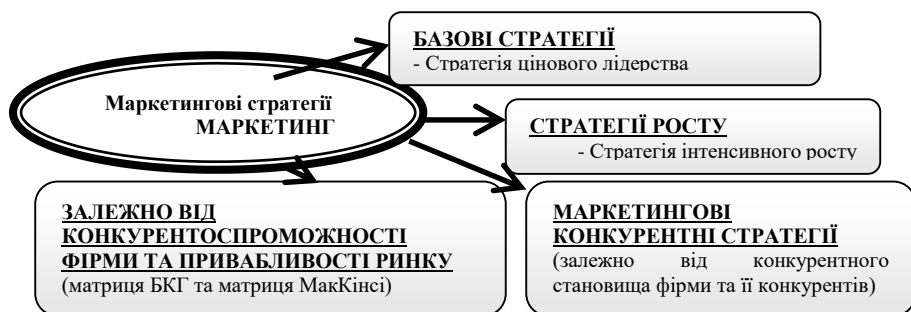 БАЗОВІ СТРАТЕГІЇ
- Стратегія цінового лідерства
Маркетингові стратегії
МАРКЕТИНГ
СТРАТЕГІЇ РОСТУ
- Стратегія інтенсивного росту
ЗАЛЕЖНО ВІД
КОНКУРЕНТОСПРОМОЖНОСТІ
ФІРМИ ТА ПРИВАБЛИВОСТІ РИНКУ
(матриця БКГ та матриця МакКінсі)
МАРКЕТИНГОВІ
КОНКУРЕНТНІ СТРАТЕГІЇ
(залежно від конкурентного
становища фірми та її конкурентів)